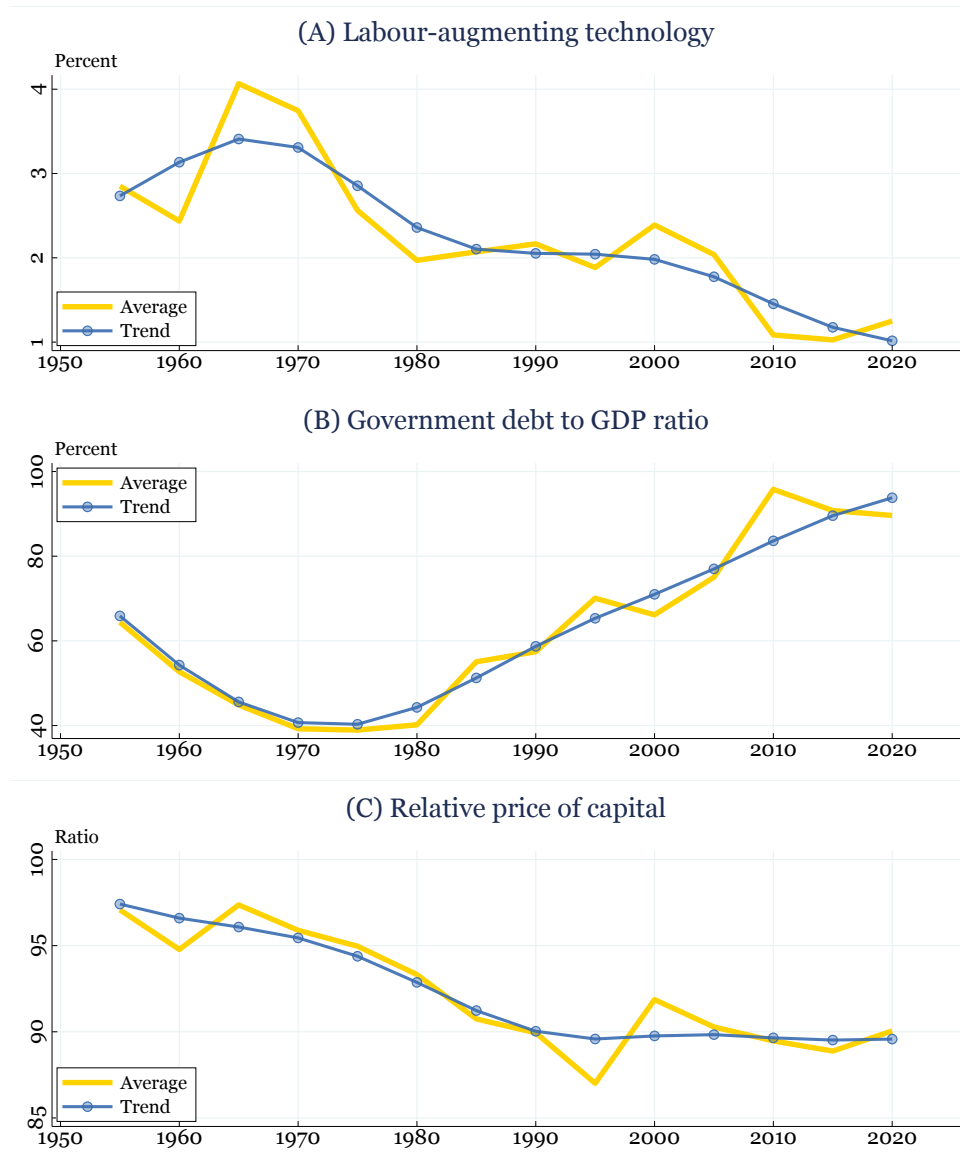 (A) Labour-augmenting technology
Percent
4
3
2
1
Average
Trend
1950 1960 1970 1980 1990 2000 2010 2020
(B) Government debt to GDP ratio
Percent
100
80
60
40
Average
Trend
1950 1960 1970 1980 1990 2000 2010 2020
(C) Relative price of capital
Ratio
100
95
90
85
Average
Trend
1950 1960 1970 1980 1990 2000 2010 2020